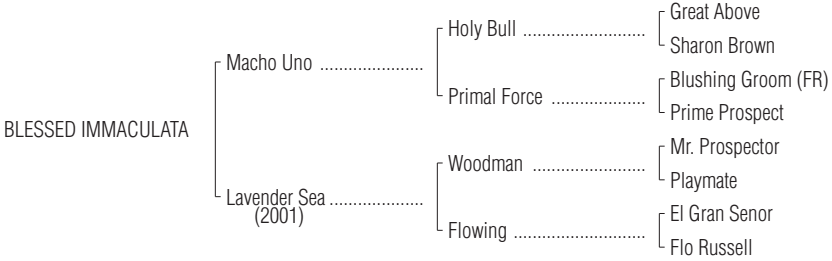 Great Above
Holy Bull ..........................
Sharon Brown
Macho Uno ......................
Blushing Groom (FR)
Primal Force ....................
Prime Prospect
BLESSED IMMACULATA
Mr. Prospector
Woodman ........................
Playmate
Lavender Sea ....................
(2001)
El Gran Senor
Flowing ............................
Flo Russell